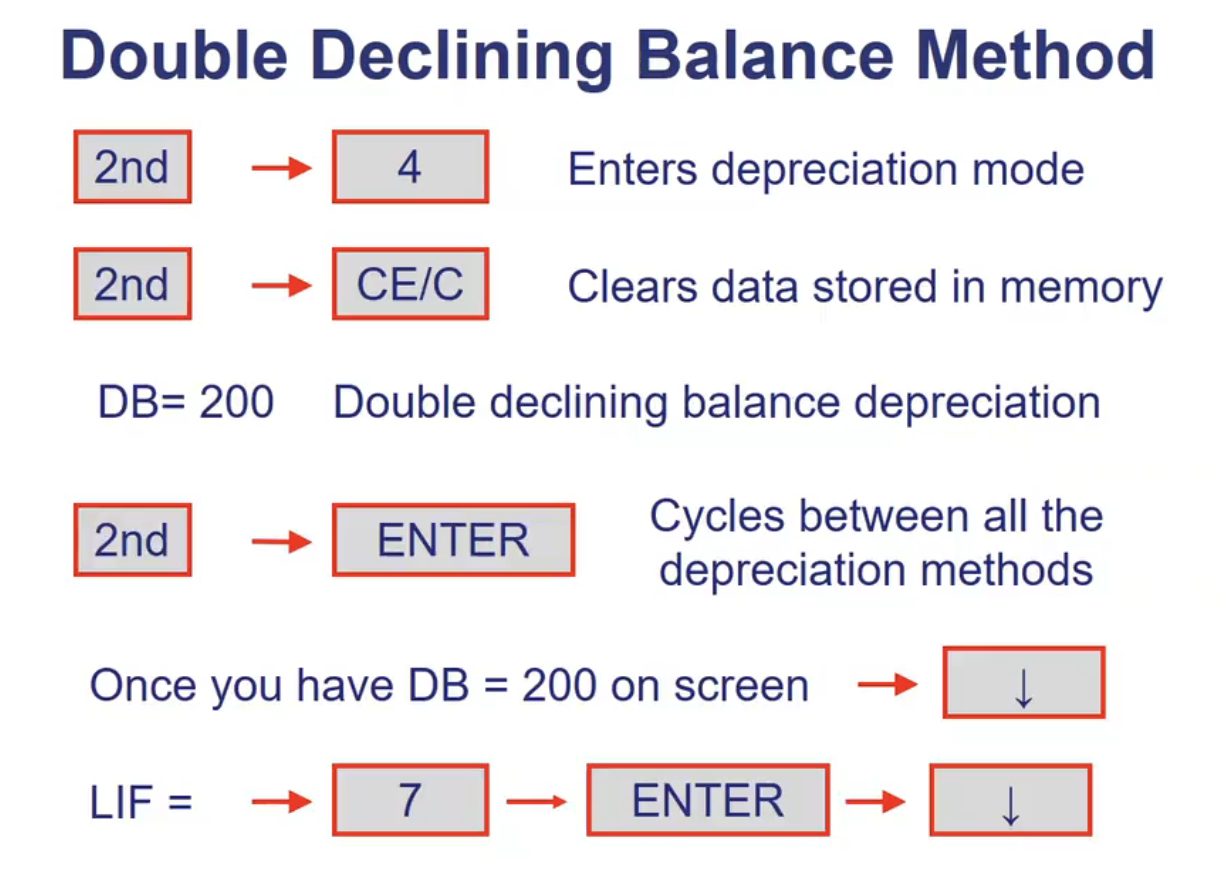 Double Declining Balance Method
2nd → 4 Enters depreciation mode
2nd → CE/C Clears data stored in memory
DB= 200 Double declining balance depreciation
2nd → ENTER Cycles between all the
depreciation methods
Once you have DB = 200 on screen → ↓
LIF = → 7 → ENTER → ↓